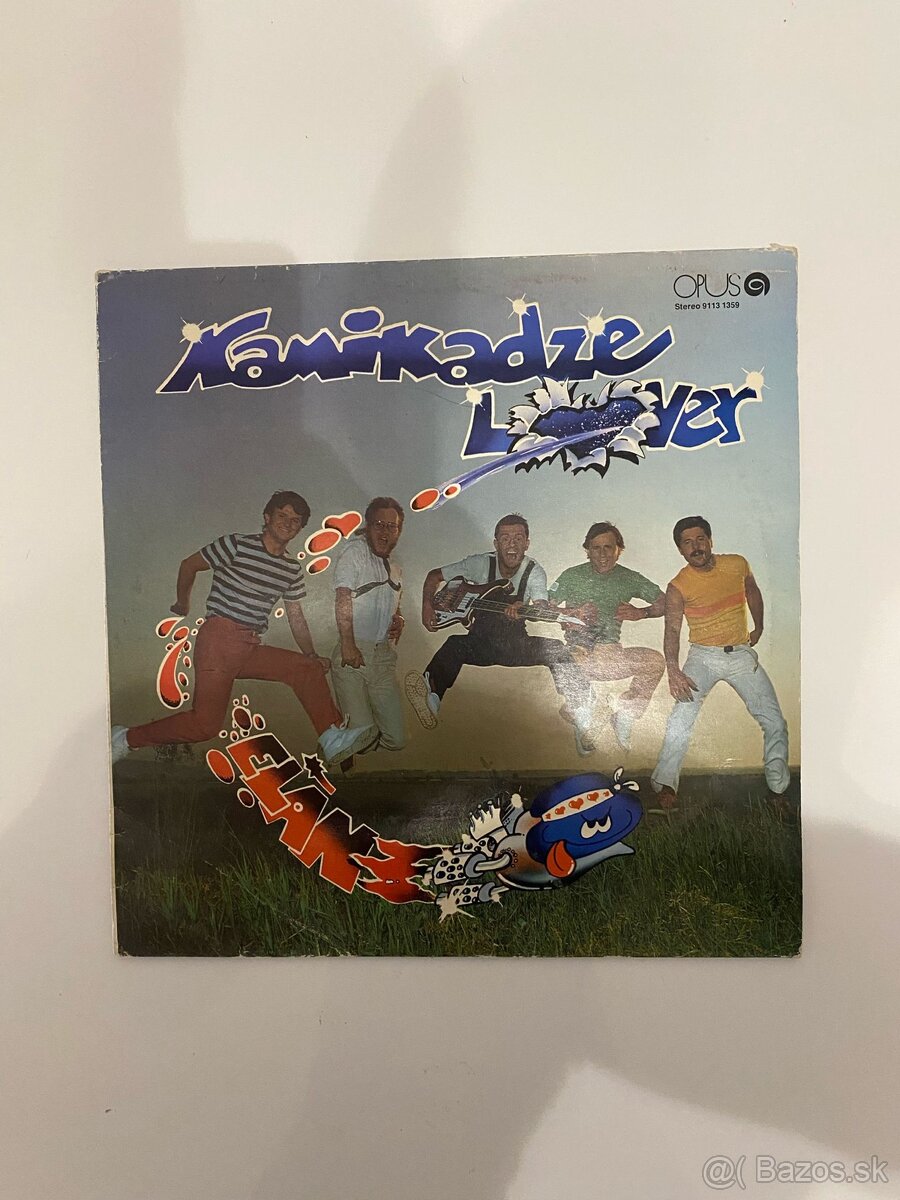 OPUS
Stereo 9113 1359
Kamikadze
Lover
ELÁN
@( Bazos.sk